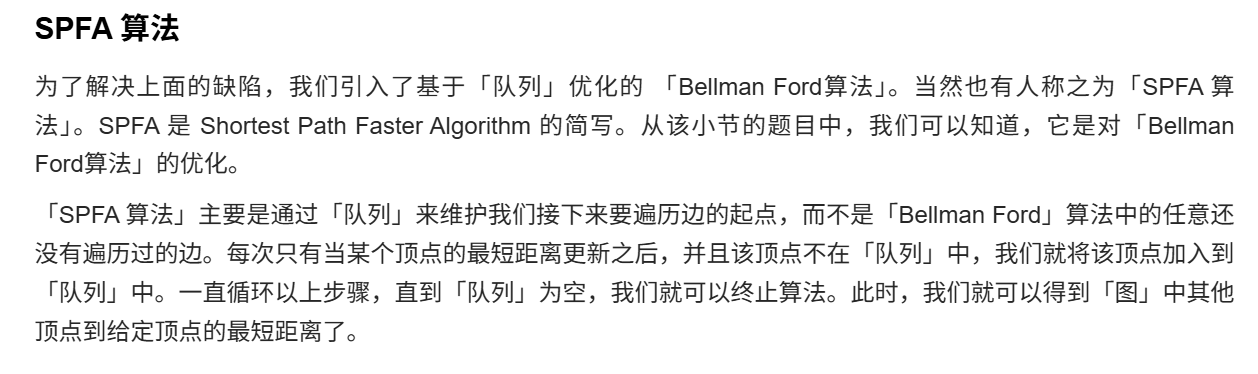 SPFA 算法
为了解决上面的缺陷，我们引入了基于「队列」优化的 「Bellman Ford算法」。当然也有人称之为「SPFA 算
法」。SPFA 是 Shortest Path Faster Algorithm 的简写。从该小节的题目中，我们可以知道，它是对「Bellman
Ford算法」的优化。
「SPFA 算法」主要是通过「队列」来维护我们接下来要遍历边的起点，而不是「Bellman Ford」算法中的任意还
没有遍历过的边。每次只有当某个顶点的最短距离更新之后，并且该顶点不在「队列」中，我们就将该顶点加入到
「队列」中。一直循环以上步骤，直到「队列」为空，我们就可以终止算法。此时，我们就可以得到「图」中其他
顶点到给定顶点的最短距离了。